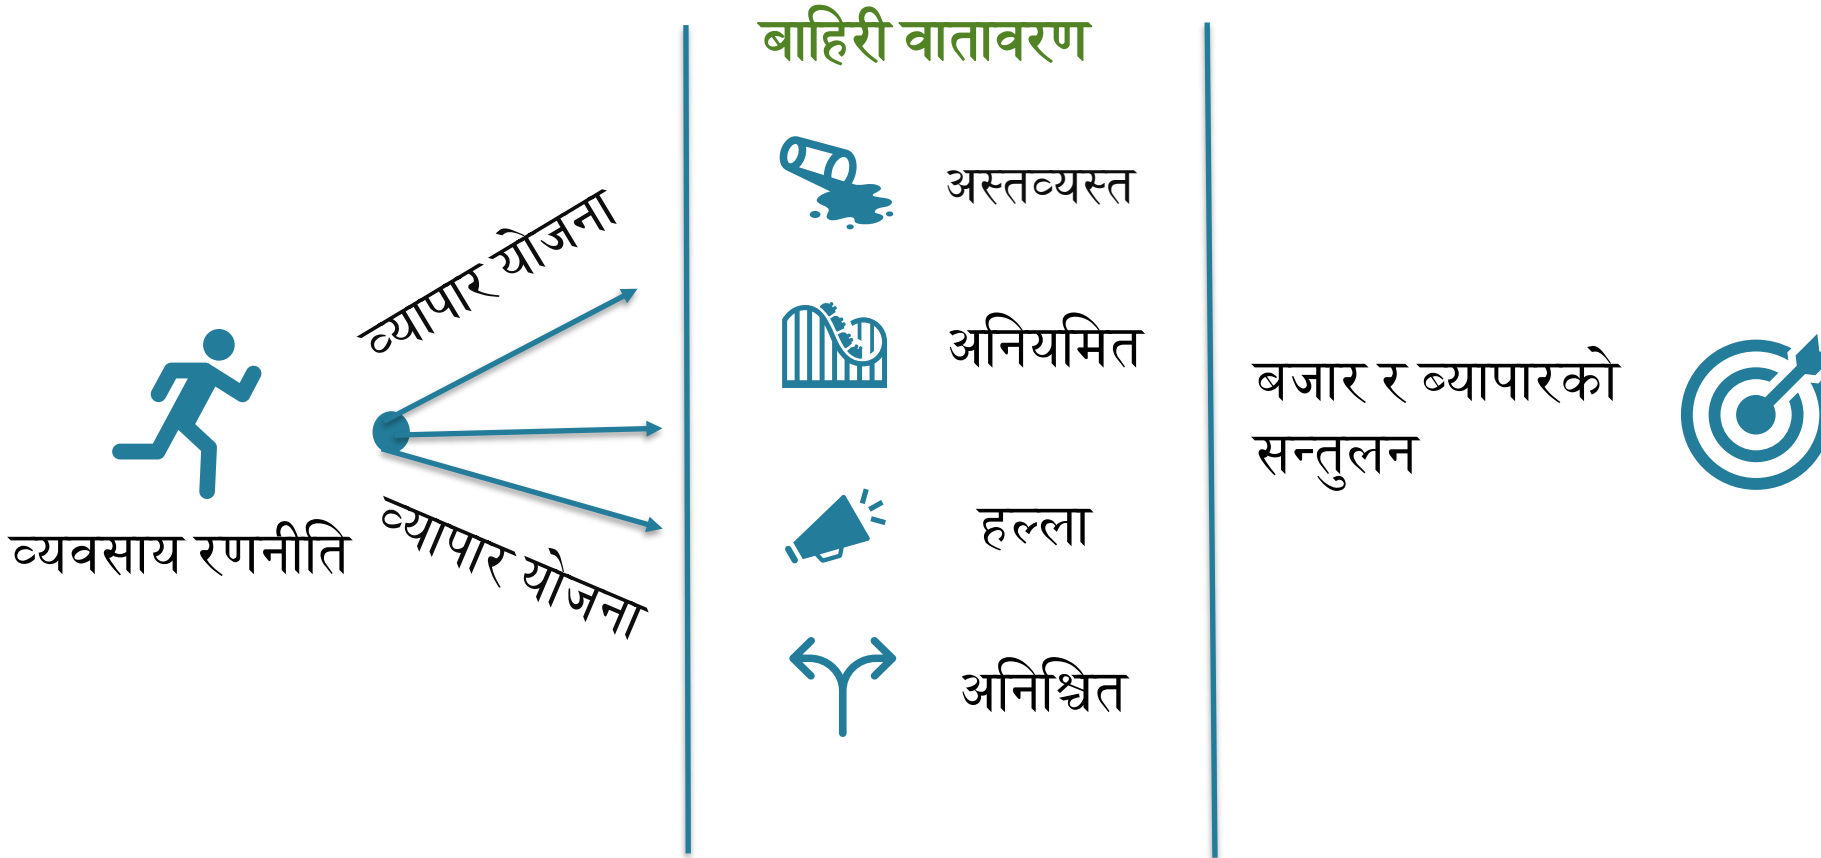 बाहिरी वातावरण
अस्तव्यस्त
व्यापार योजना
अनियमित
बजार र ब्यापारको
सन्तुलन
व्यवसाय रणनीति
व्यापार योजना
हल्ला
अनिश्चित